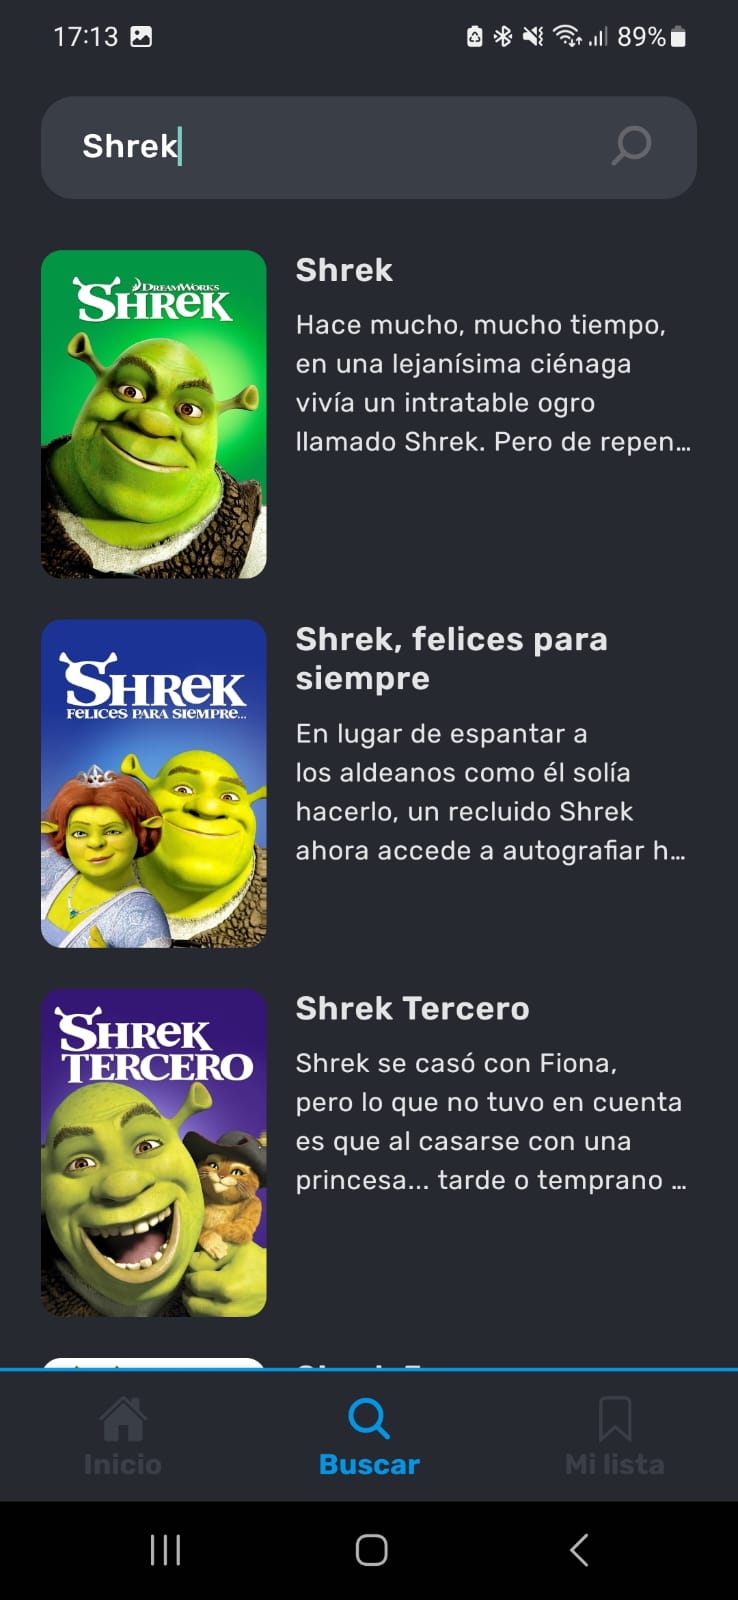 17:13
89%
Shrek
DREAMWORKS
SHREK
Shrek
Hace mucho, mucho tiempo,
en una lejanísima ciénaga
vivía un intratable ogro
llamado Shrek. Pero de repen…
SHREK
FELICES PARA SIEMPRE...
Shrek, felices para
siempre
En lugar de espantar a
los aldeanos como él solía
hacerlo, un recluido Shrek
ahora accede a autografiar h…
SHREK
TERCERO
Shrek Tercero
Shrek se casó con Fiona,
pero lo que no tuvo en cuenta
es que al casarse con una
princesa... tarde o temprano …
Inicio
Buscar
Mi lista